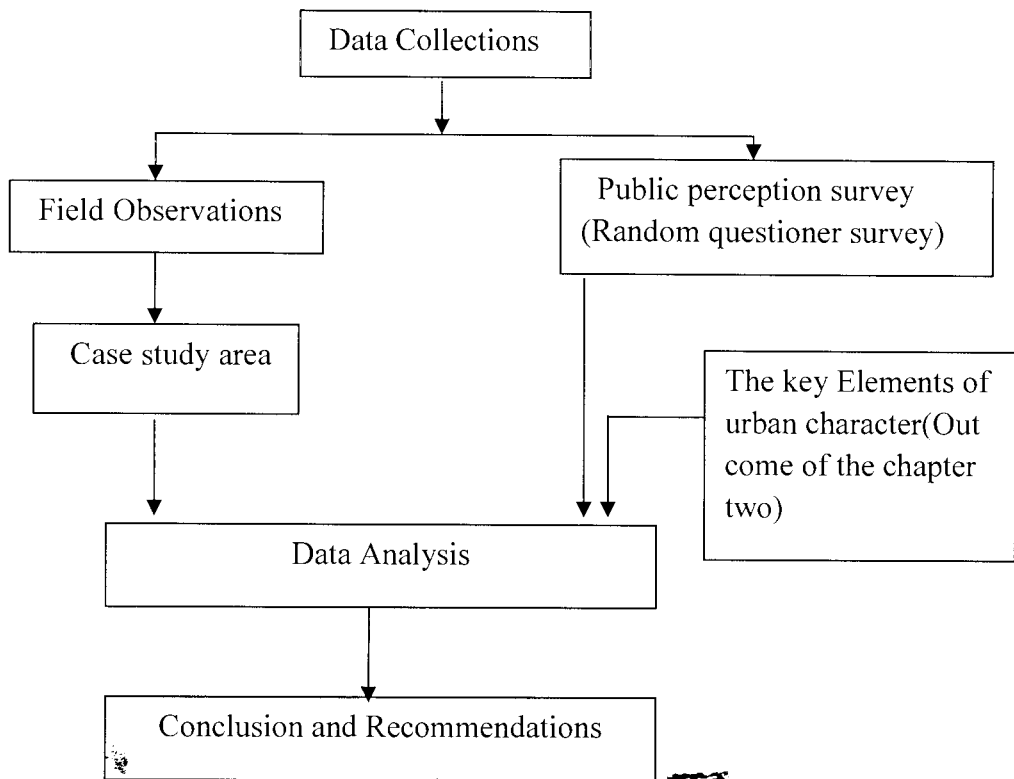 Data Collections
Field Observations
Public perception survey
(Random questioner survey)
Case study area
The key Elements of
urban character(Out
come of the chapter
two)
Data Analysis
Conclusion and Recommendations